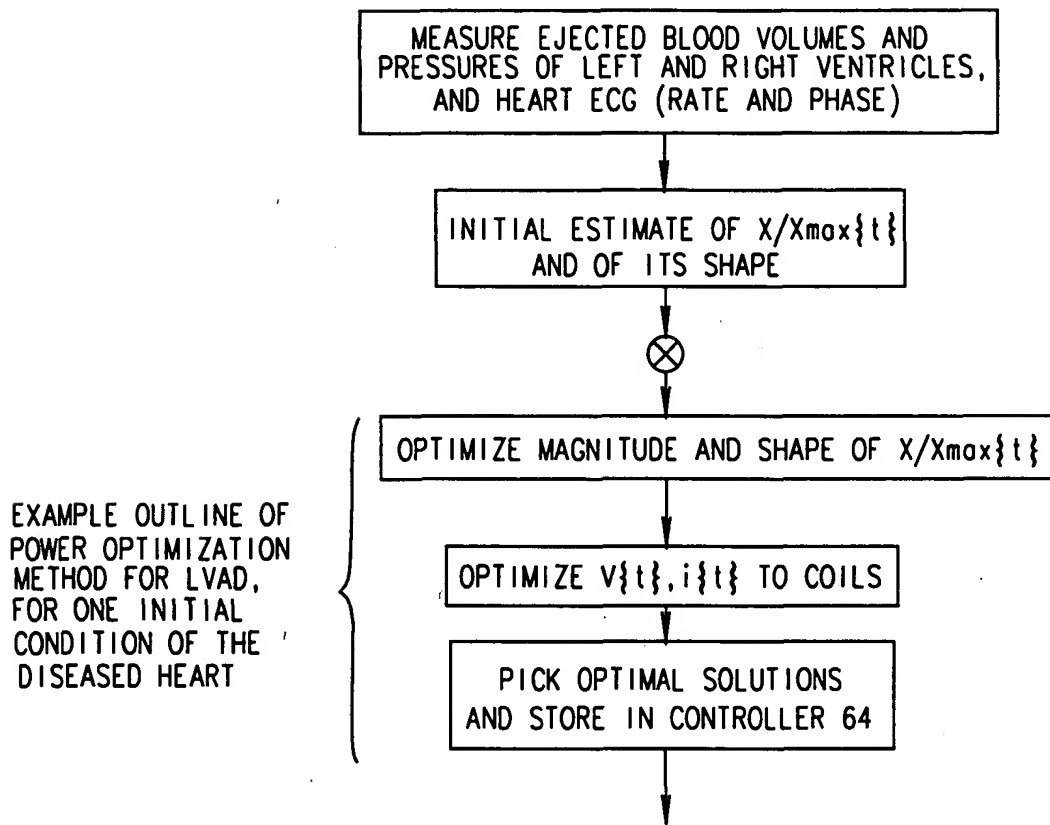 MEASURE EJECTED BLOOD VOLUMES AND
PRESSURES OF LEFT AND RIGHT VENTRICLES,
AND HEART ECG (RATE AND PHASE)
INITIAL ESTIMATE OF X/Xmax{t}
AND OF ITS SHAPE
OPTIMIZE MAGNITUDE AND SHAPE OF X/Xmax{t}
EXAMPLE OUTLINE OF
POWER OPTIMIZATION
METHOD FOR LVAD,
FOR ONE INITIAL
CONDITION OF THE
DISEASED HEART
OPTIMIZE V{t},i{t} TO COILS
PICK OPTIMAL SOLUTIONS
AND STORE IN CONTROLLER 64